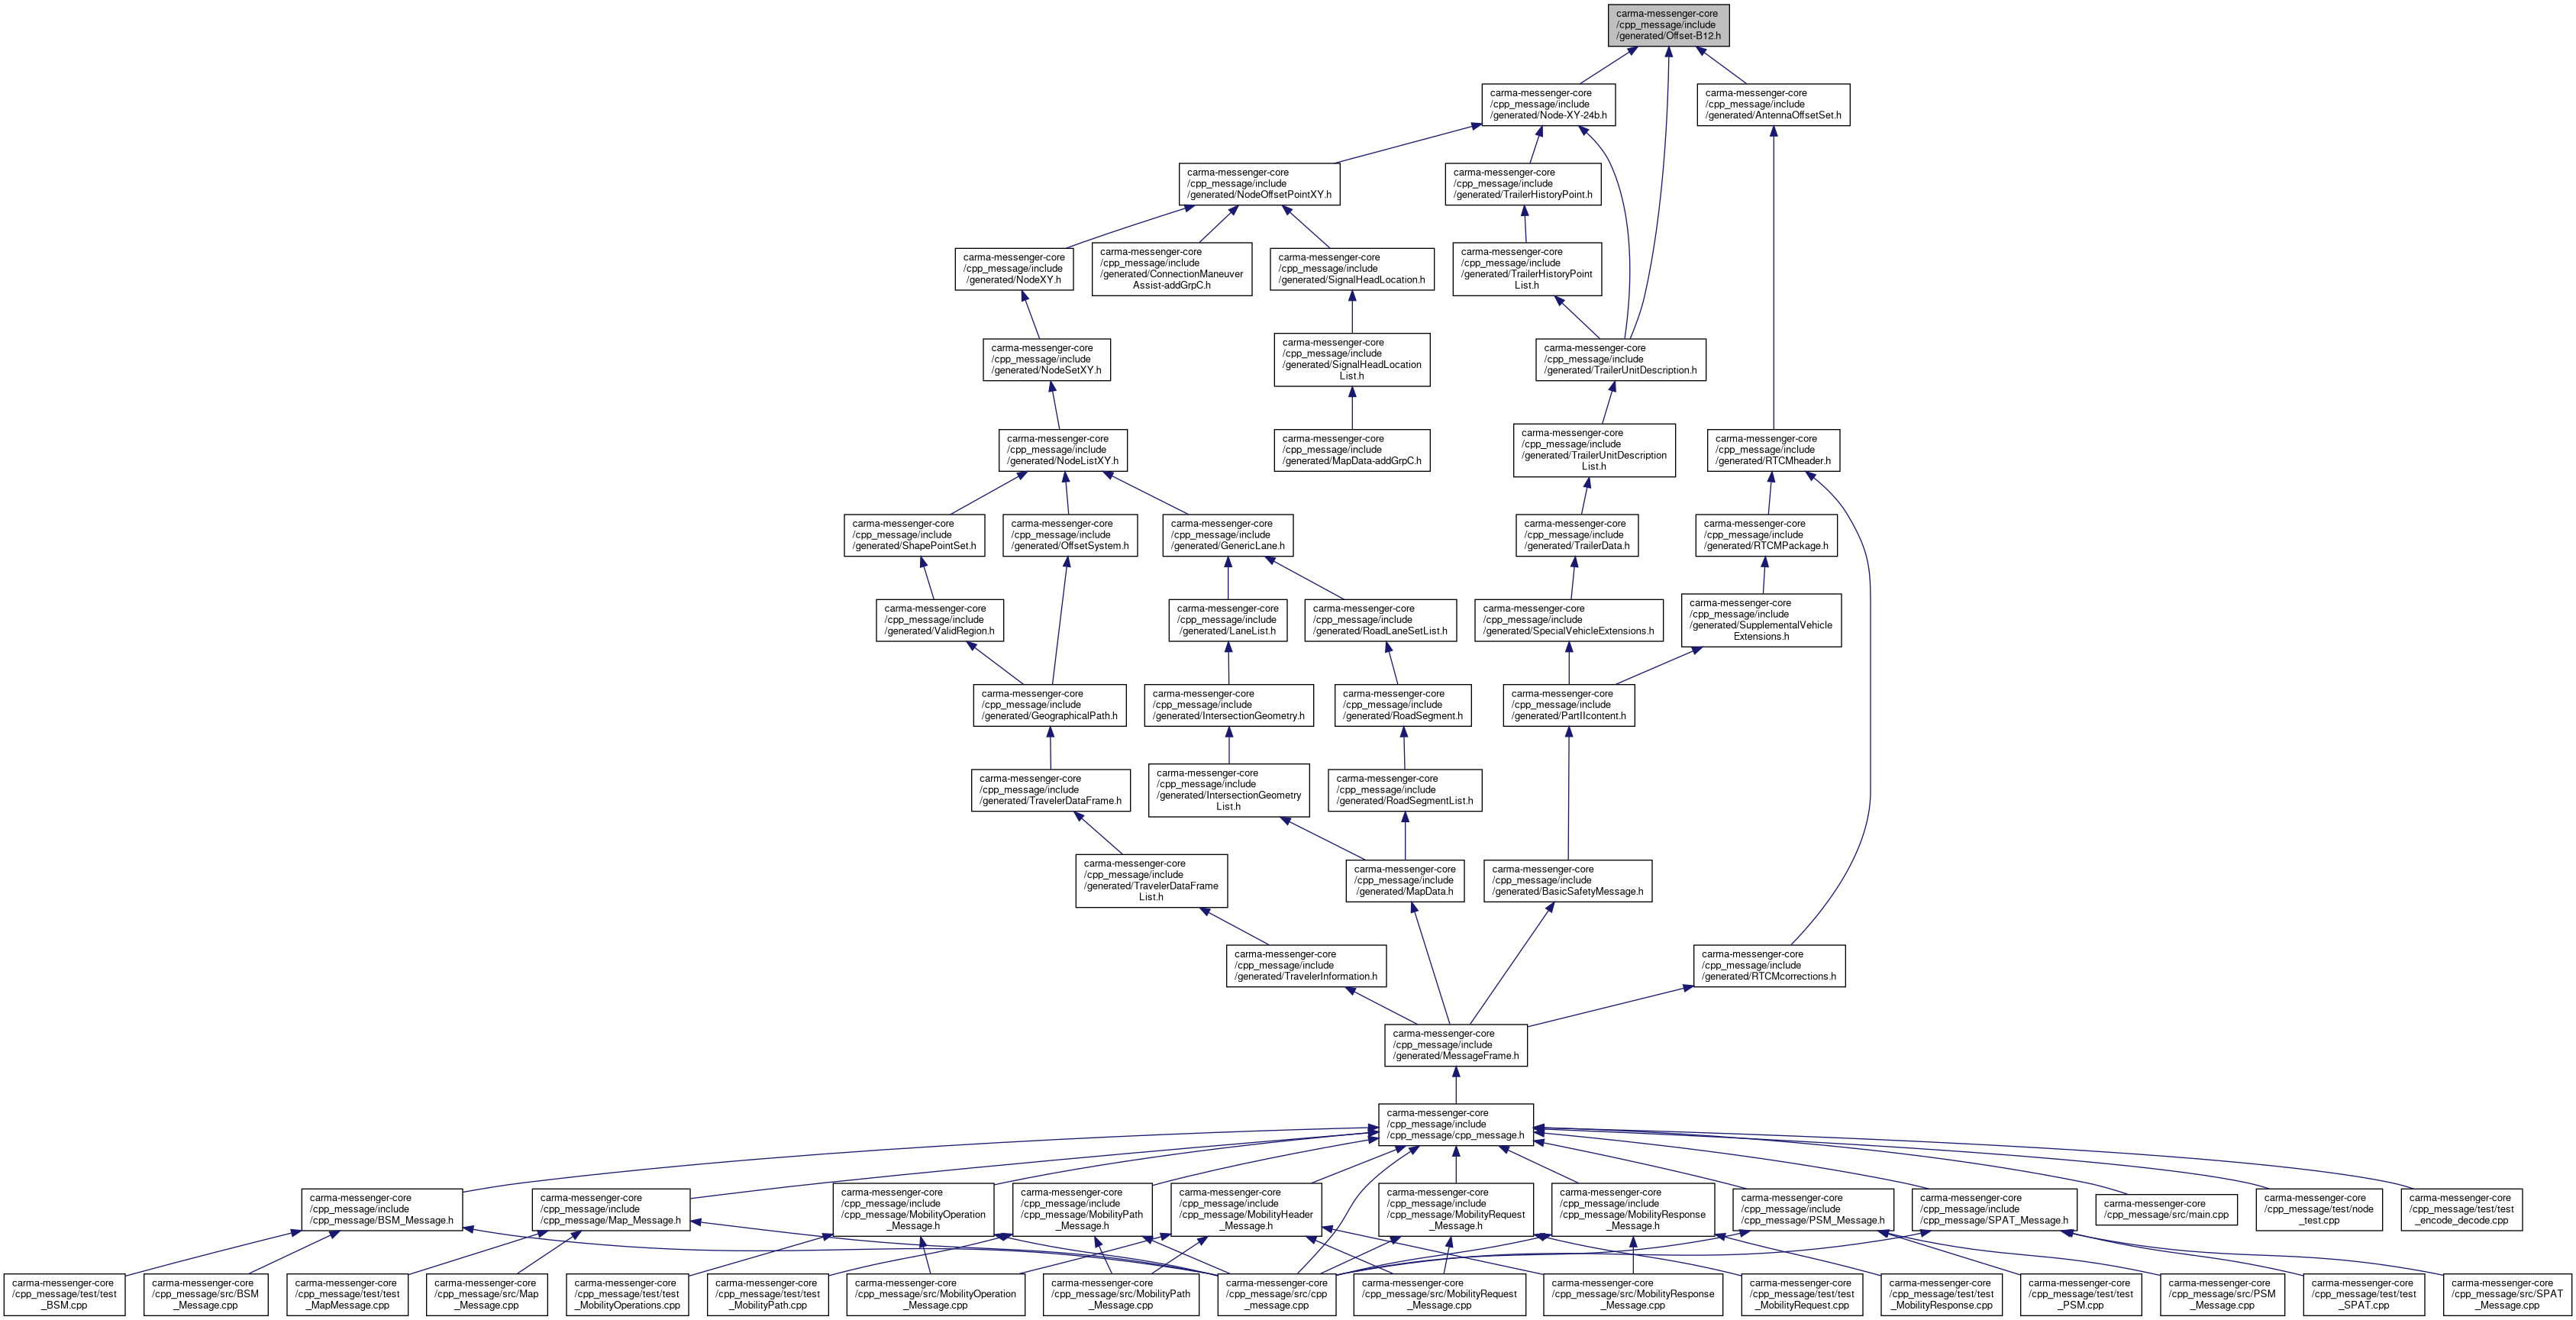 carma-messenger-core
/cpp_message/include
/generated/Offset-B12.h
carma-messenger-core
/cpp_message/include
/generated/Node-XY-24b.h
carma-messenger-core
/cpp_message/include
/generated/AntennaOffsetSet.h
carma-messenger-core
/cpp_message/include
/generated/NodeOffsetPointXY.h
carma-messenger-core
/cpp_message/include
/generated/TrailerHistoryPoint.h
carma-messenger-core
/cpp_message/include
/generated/NodeXY.h
carma-messenger-core
/cpp_message/include
/generated/ConnectionManeuver
Assist-addGrpC.h
carma-messenger-core
/cpp_message/include
/generated/SignalHeadLocation.h
carma-messenger-core
/cpp_message/include
/generated/TrailerHistoryPoint
List.h
carma-messenger-core
/cpp_message/include
/generated/NodeSetXY.h
carma-messenger-core
/cpp_message/include
/generated/SignalHeadLocation
List.h
carma-messenger-core
/cpp_message/include
/generated/TrailerUnitDescription.h
carma-messenger-core
/cpp_message/include
/generated/NodeListXY.h
carma-messenger-core
/cpp_message/include
/generated/MapData-addGrpC.h
carma-messenger-core
/cpp_message/include
/generated/TrailerUnitDescription
List.h
carma-messenger-core
/cpp_message/include
/generated/RTCMheader.h
carma-messenger-core
/cpp_message/include
/generated/ShapePointSet.h
carma-messenger-core
/cpp_message/include
/generated/OffsetSystem.h
carma-messenger-core
/cpp_message/include
/generated/GenericLane.h
carma-messenger-core
/cpp_message/include
/generated/TrailerData.h
carma-messenger-core
/cpp_message/include
/generated/RTCMPackage.h
carma-messenger-core
/cpp_message/include
/generated/ValidRegion.h
carma-messenger-core
/cpp_message/include
/generated/LaneList.h
carma-messenger-core
/cpp_message/include
/generated/RoadLaneSetList.h
carma-messenger-core
/cpp_message/include
/generated/SpecialVehicleExtensions.h
carma-messenger-core
/cpp_message/include
/generated/SupplementalVehicle
Extensions.h
carma-messenger-core
/cpp_message/include
/generated/GeographicalPath.h
carma-messenger-core
/cpp_message/include
/generated/IntersectionGeometry.h
carma-messenger-core
/cpp_message/include
/generated/RoadSegment.h
carma-messenger-core
/cpp_message/include
/generated/PartIIcontent.h
carma-messenger-core
/cpp_message/include
/generated/TravelerDataFrame.h
carma-messenger-core
/cpp_message/include
/generated/IntersectionGeometry
List.h
carma-messenger-core
/cpp_message/include
/generated/RoadSegmentList.h
carma-messenger-core
/cpp_message/include
/generated/TravelerDataFrame
List.h
carma-messenger-core
/cpp_message/include
/generated/MapData.h
carma-messenger-core
/cpp_message/include
/generated/BasicSafetyMessage.h
carma-messenger-core
/cpp_message/include
/generated/TravelerInformation.h
carma-messenger-core
/cpp_message/include
/generated/RTCMcorrections.h
carma-messenger-core
/cpp_message/include
/generated/MessageFrame.h
carma-messenger-core
/cpp_message/include
/cpp_message/cpp_message.h
carma-messenger-core
/cpp_message/include
/cpp_message/BSM_Message.h
carma-messenger-core
/cpp_message/include
/cpp_message/Map_Message.h
carma-messenger-core
/cpp_message/include
/cpp_message/MobilityOperation
_Message.h
carma-messenger-core
/cpp_message/include
/cpp_message/MobilityPath
_Message.h
carma-messenger-core
/cpp_message/include
/cpp_message/MobilityHeader
_Message.h
carma-messenger-core
/cpp_message/include
/cpp_message/MobilityRequest
_Message.h
carma-messenger-core
/cpp_message/include
/cpp_message/MobilityResponse
_Message.h
carma-messenger-core
/cpp_message/include
/cpp_message/PSM_Message.h
carma-messenger-core
/cpp_message/include
/cpp_message/SPAT_Message.h
carma-messenger-core
/cpp_message/src/main.cpp
carma-messenger-core
/cpp_message/test/node
_test.cpp
carma-messenger-core
/cpp_message/test/test
_encode_decode.cpp
carma-messenger-core
/cpp_message/test/test
_BSM.cpp
carma-messenger-core
/cpp_message/src/BSM
_Message.cpp
carma-messenger-core
/cpp_message/test/test
_MapMessage.cpp
carma-messenger-core
/cpp_message/src/Map
_Message.cpp
carma-messenger-core
/cpp_message/test/test
_MobilityOperations.cpp
carma-messenger-core
/cpp_message/test/test
_MobilityPath.cpp
carma-messenger-core
/cpp_message/src/MobilityOperation
_Message.cpp
carma-messenger-core
/cpp_message/src/MobilityPath
_Message.cpp
carma-messenger-core
/cpp_message/src/cpp
_message.cpp
carma-messenger-core
/cpp_message/src/MobilityRequest
_Message.cpp
carma-messenger-core
/cpp_message/src/MobilityResponse
_Message.cpp
carma-messenger-core
/cpp_message/test/test
_MobilityRequest.cpp
carma-messenger-core
/cpp_message/test/test
_MobilityResponse.cpp
carma-messenger-core
/cpp_message/test/test
_PSM.cpp
carma-messenger-core
/cpp_message/src/PSM
_Message.cpp
carma-messenger-core
/cpp_message/test/test
_SPAT.cpp
carma-messenger-core
/cpp_message/src/SPAT
_Message.cpp